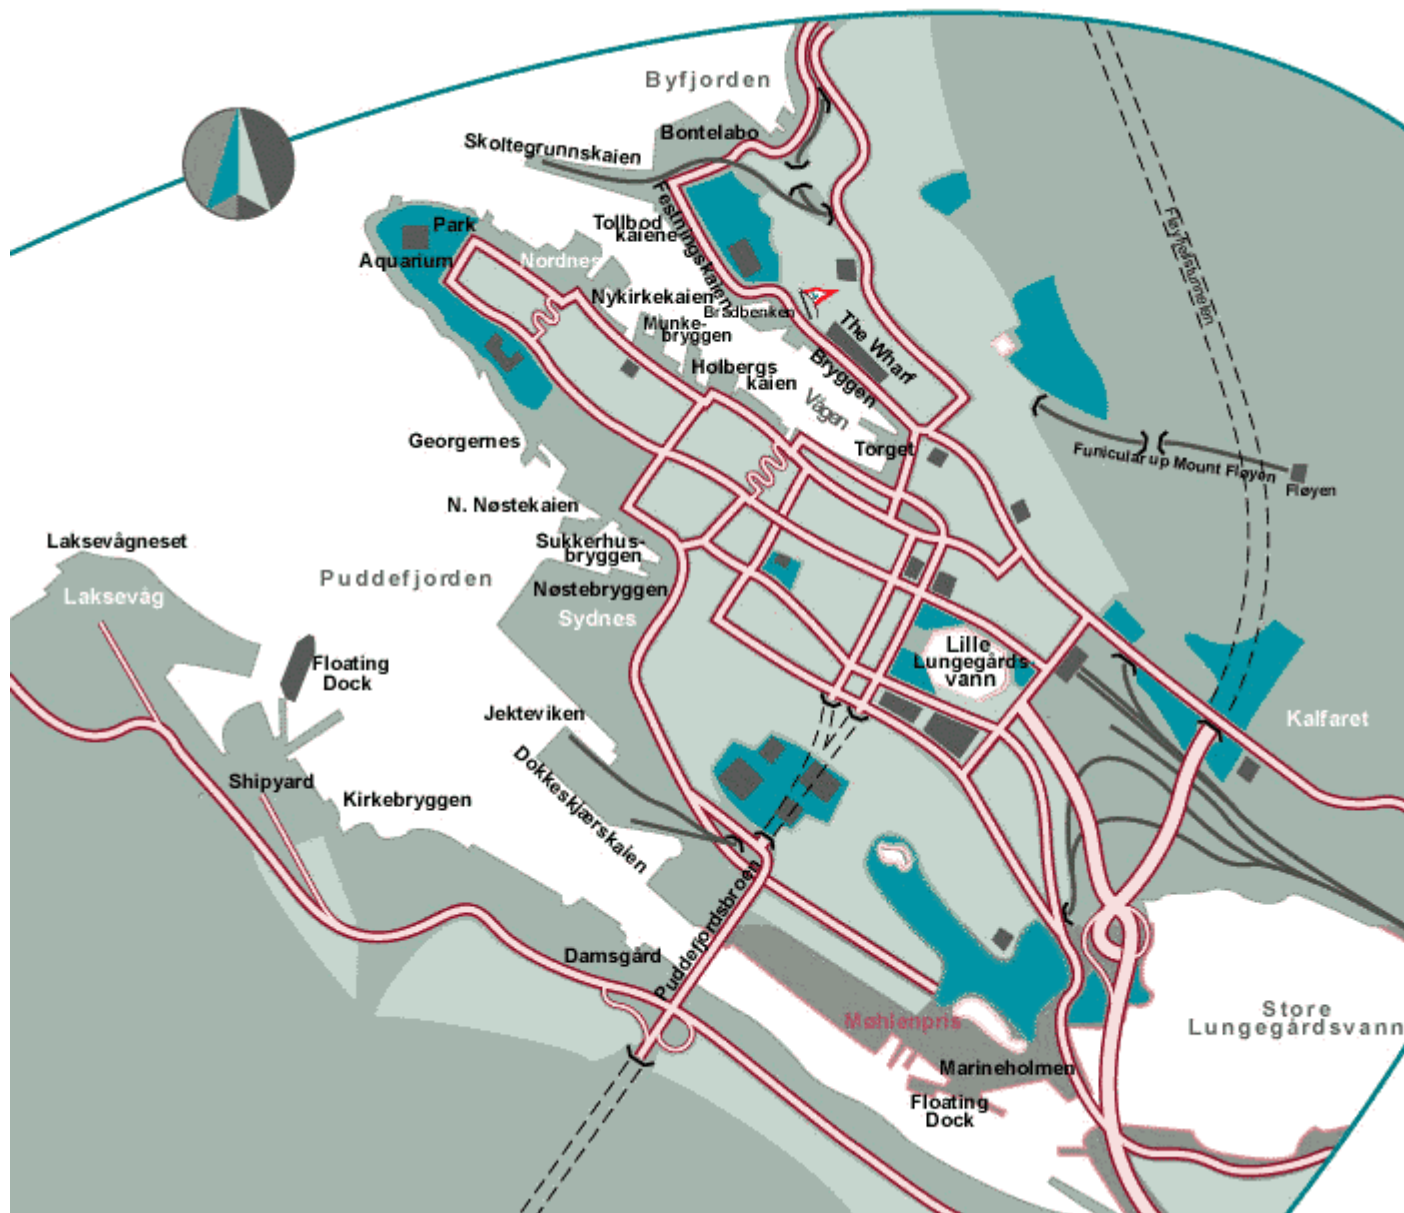 Byfjorden
Bontelabo
Skoltegrunnskaien
Festningskaien
Tollbod
kaiene
Park
Aquarium
Nordnes
Nykirkekaien
Bradbenken
Munke-
bryggen
The Wharf
Bryggen
Holbergs
kaien
Vågen
Torget
Fløyfjelstunnelen
Funicular up Mount Fløyen
Fløyen
Georgernes
N. Nøstekaien
Sukkerhus-
bryggen
Nøstebryggen
Sydnes
Laksevågneset
Laksevåg
Puddefjorden
Floating
Dock
Lille
Lungegårds
vann
Kalfaret
Jekteviken
Dokkeskjærskaien
Shipyard
Kirkebryggen
Puddefjordsbroen
Damsgård
Møhlenpris
Store
Lungegårdsvann
Marineholmen
Floating
Dock